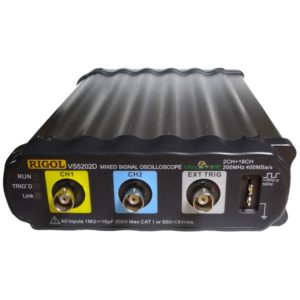 RIGOL VS5202D MIXED SIGNAL OSCILLOSCOPE
2CH+16CH
200MHz 400MSa/s
RUN
TRIG'D
Link
CH1
CH2
EXT TRIG
All Inputs 1MΩ～15pF 300V Max CAT I or 50Ω<5Vrms